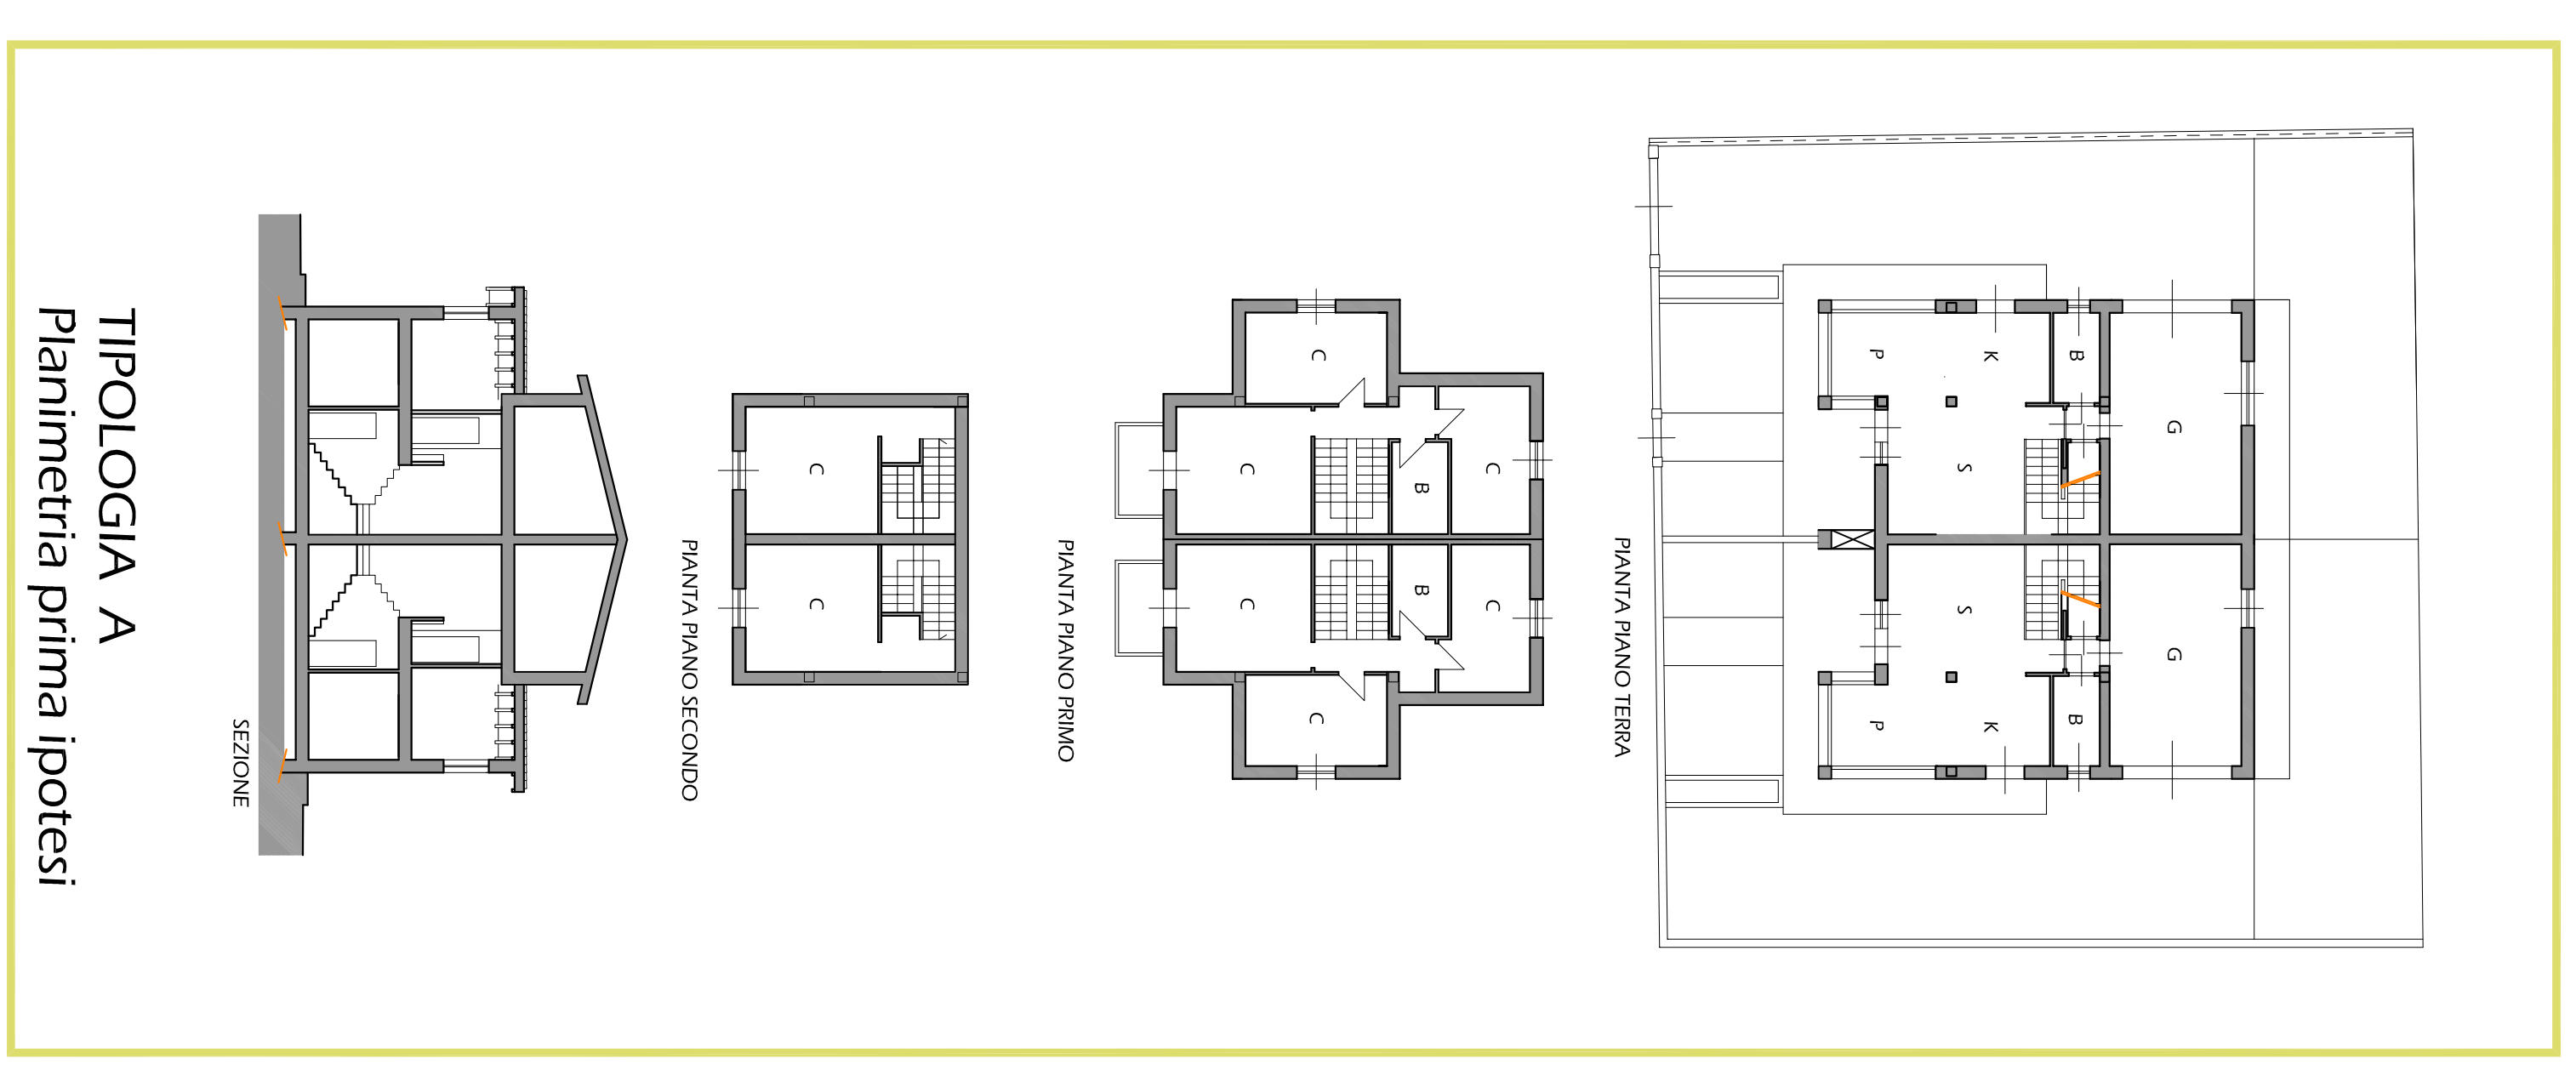 G G
B B
K K
S S
P P
PIANTA PIANO TERRA
C C
B B
C C
C C
PIANTA PIANO PRIMO
C C
PIANTA PIANO SECONDO
SEZIONE
TIPOLOGIA A
Planimetria prima ipotesi